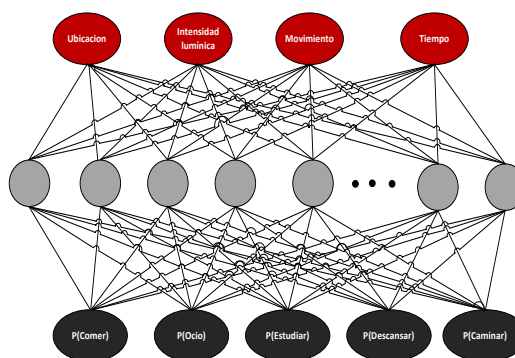 Ubicacion
Intensidad
lumínica
Movimiento
Tiempo
P(Comer)
P(Ocio)
P(Estudiar)
P(Descansar)
P(Caminar)